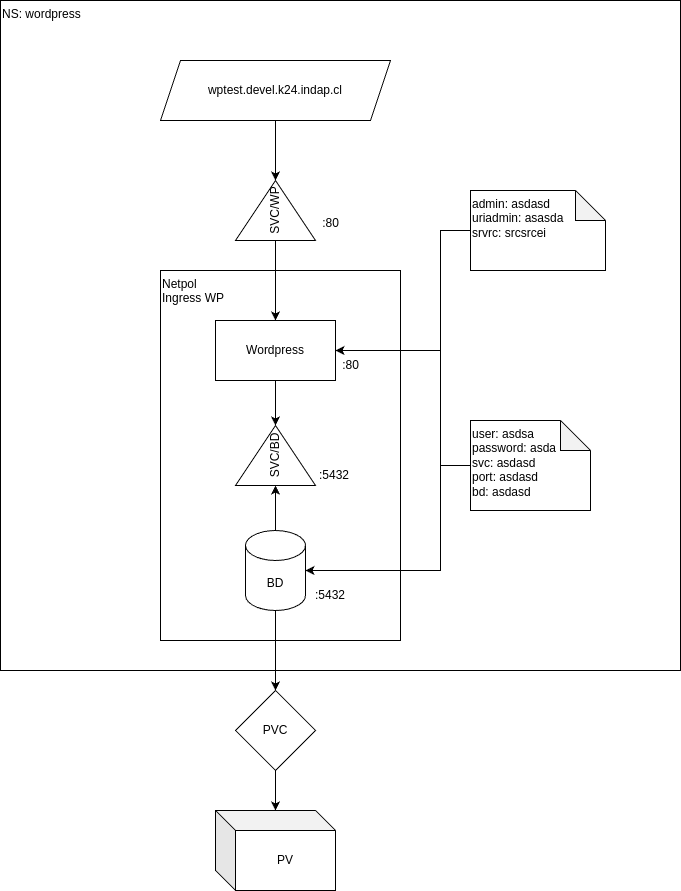 NS: wordpress
wptest.devel.k24.indap.cl
SVC/WP
:80
admin: asdasd
uriadmin: asasda
srvrc: srcsrcei
Netpol
Ingress WP
Wordpress
:80
SVC/BD
:5432
user: asdsa
password: asda
svc: asdasd
port: asdasd
bd: asdasd
BD
:5432
PVC
PV